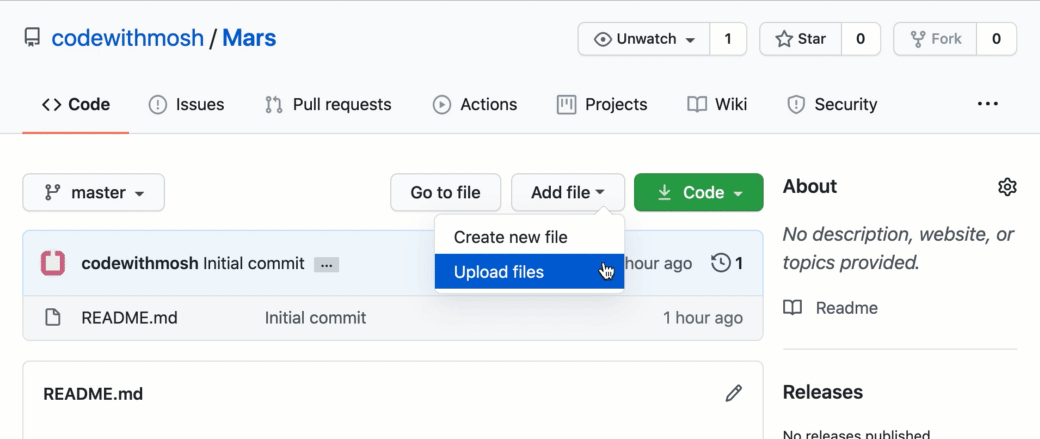 codewithmosh / Mars
Unwatch 1 Star 0 Fork 0
Code Issues Pull requests Actions Projects Wiki Security ...
master Go to file Add file Code
Create new file
Upload files
codewithmosh Initial commit ... hour ago 1
README.md Initial commit 1 hour ago
README.md
About
No description, website, or
topics provided.
Readme
Releases
No releases published